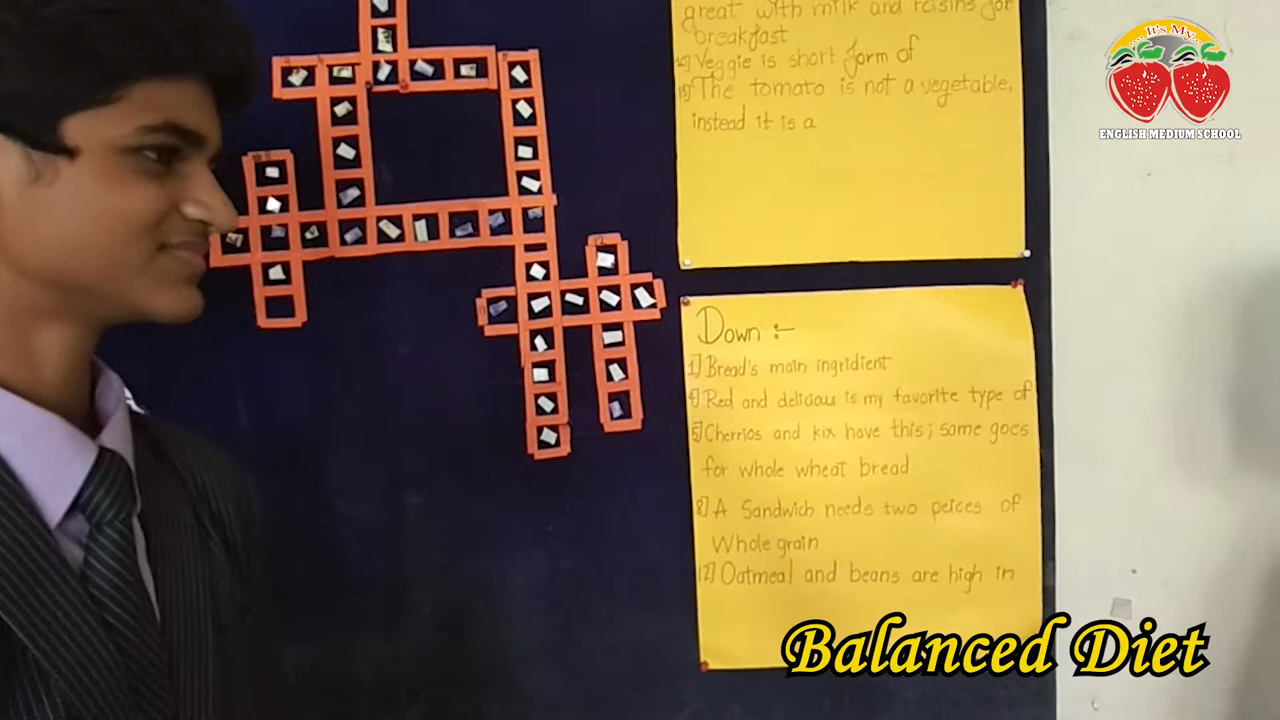 great with milk and raisins for
breakfast
Veggie is short form of
The tomato is not a vegetable,
instead it is a
.... It's My....
ENGLISH MEDIUM SCHOOL
Down :-
1] Bread's main ingridient
4] Red and delicious is my favorite type of
5] Cherrios and kix have this; same goes
for whole wheat bread
8] A Sandwich needs two peices of
Whole grain
12] Oatmeal and beans are high in
Balanced Diet